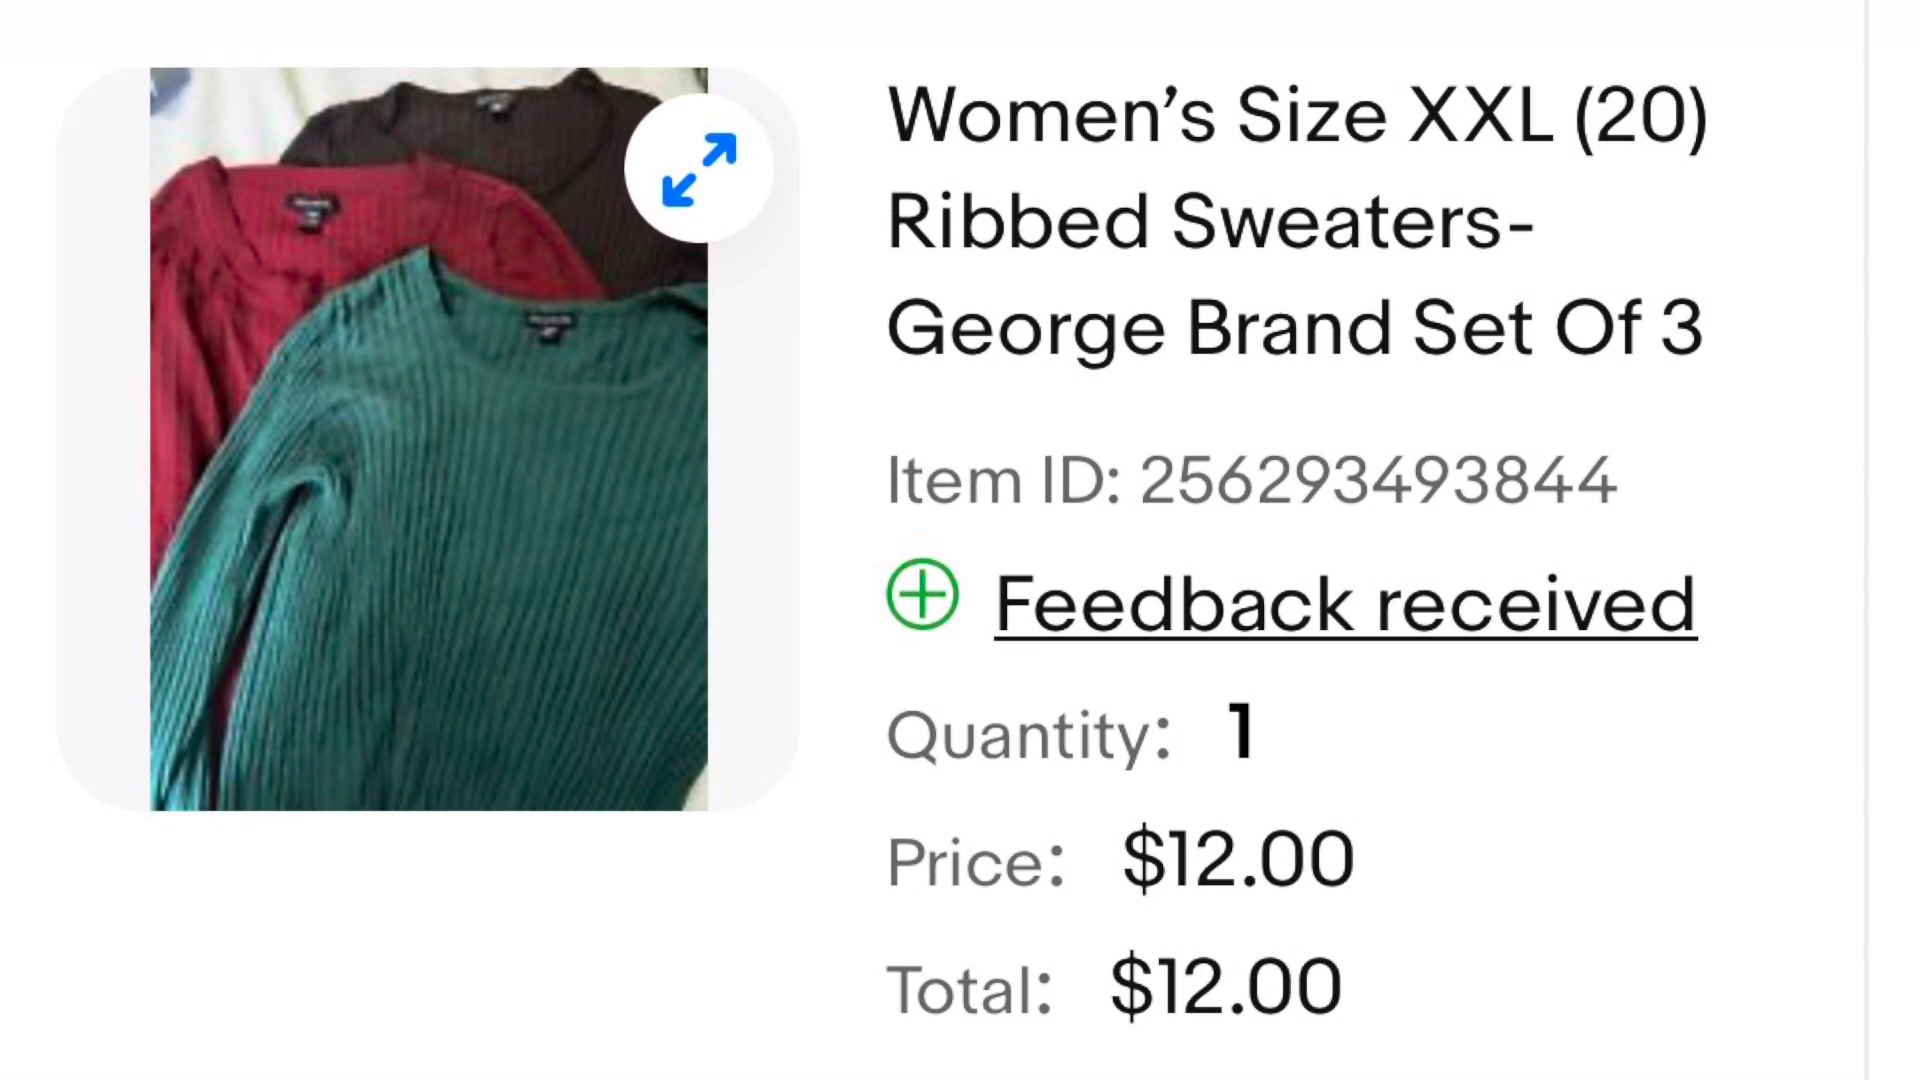 Women’s Size XXL (20)
Ribbed Sweaters-
George Brand Set Of 3
Item ID: 256293493844
Feedback received
Quantity: 1
Price: $12.00
Total: $12.00